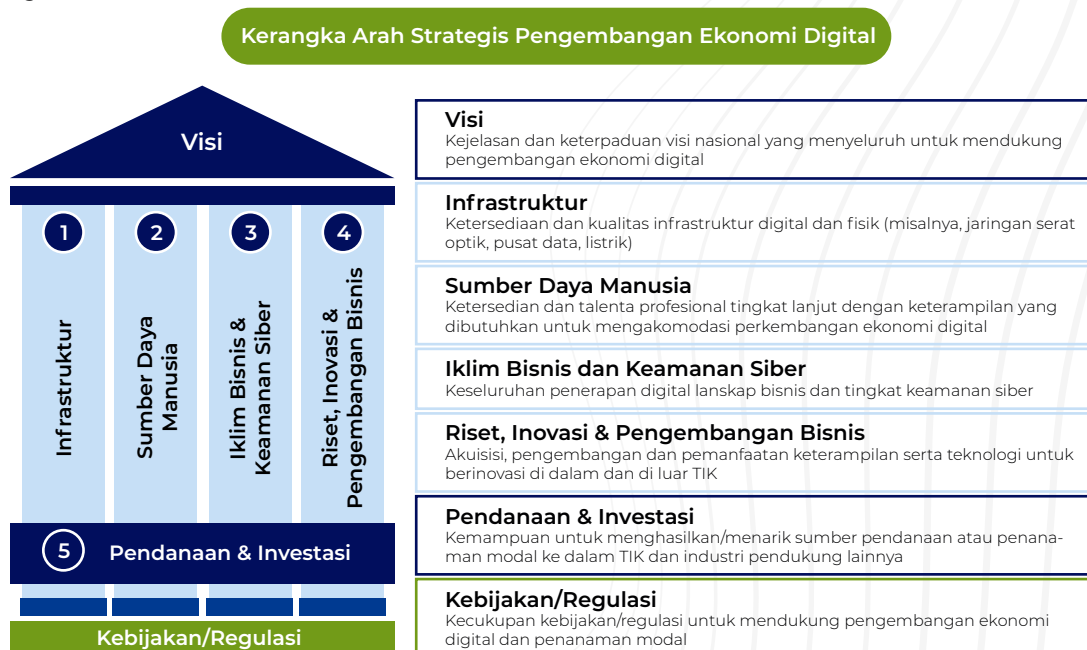 Kerangka Arah Strategis Pengembangan Ekonomi Digital
Visi
1
2
3
4
Infrastruktur
Sumber Daya
Manusia
Iklim Bisnis &
Keamanan Siber
Riset, Inovasi &
Pengembangan Bisnis
5
Pendanaan & Investasi
Kebijakan/Regulasi
Visi
Kejelasan dan keterpaduan visi nasional yang menyeluruh untuk mendukung
pengembangan ekonomi digital
Infrastruktur
Ketersediaan dan kualitas infrastruktur digital dan fisik (misalnya, jaringan serat
optik, pusat data, listrik)
Sumber Daya Manusia
Ketersedian dan talenta profesional tingkat lanjut dengan keterampilan yang
dibutuhkan untuk mengakomodasi perkembangan ekonomi digital
Iklim Bisnis dan Keamanan Siber
Keseluruhan penerapan digital lanskap bisnis dan tingkat keamanan siber
Riset, Inovasi & Pengembangan Bisnis
Akuisisi, pengembangan dan pemanfaatan keterampilan serta teknologi untuk
berinovasi di dalam dan di luar TIK
Pendanaan & Investasi
Kemampuan untuk menghasilkan/menarik sumber pendanaan atau penana-
man modal ke dalam TIK dan industri pendukung lainnya
Kebijakan/Regulasi
Kecukupan kebijakan/regulasi untuk mendukung pengembangan ekonomi
digital dan penanaman modal